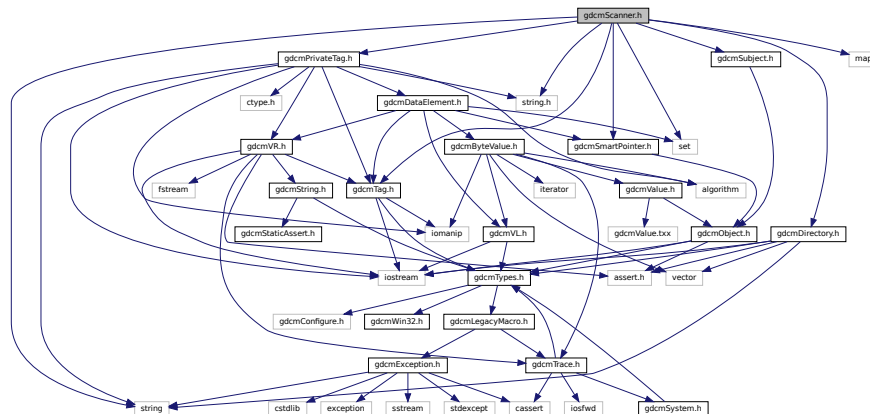 gdcmScanner.h
gdcmPrivateTag.h
gdcmSubject.h
map
ctype.h
gdcmDataElement.h
string.h
gdcmVR.h
gdcmByteValue.h
gdcmSmartPointer.h
set
fstream
gdcmString.h
gdcmTag.h
iterator
gdcmValue.h
algorithm
gdcmStaticAssert.h
iomanip
gdcmVL.h
gdcmValue.txx
gdcmObject.h
gdcmDirectory.h
iostream
gdcmTypes.h
assert.h
vector
gdcmConfigure.h
gdcmWin32.h
gdcmLegacyMacro.h
gdcmException.h
gdcmTrace.h
string
cstdlib
exception
sstream
stdexcept
cassert
iosfwd
gdcmSystem.h